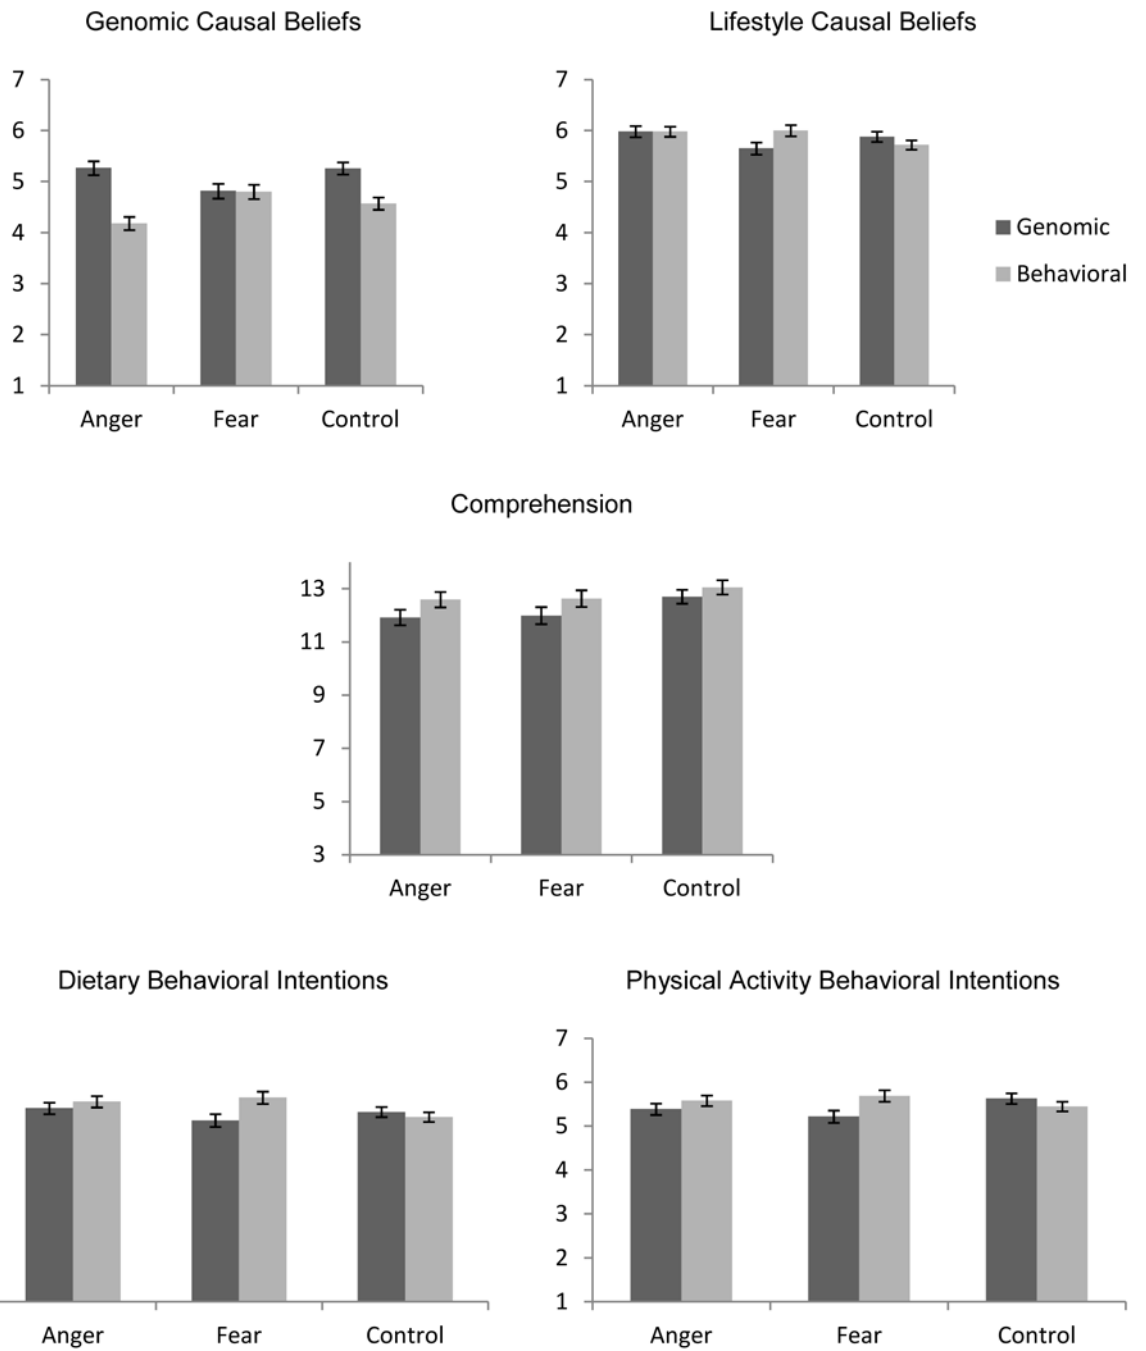 Genomic Causal Beliefs
7
6
5
4
3
2
1
Anger Fear Control
Lifestyle Causal Beliefs
7
6
5
4
3
2
1
Anger Fear Control
Genomic
Behavioral
Comprehension
13
11
9
7
5
3
Anger Fear Control
Dietary Behavioral Intentions
Anger Fear Control
Physical Activity Behavioral Intentions
7
6
5
4
3
2
1
Anger Fear Control